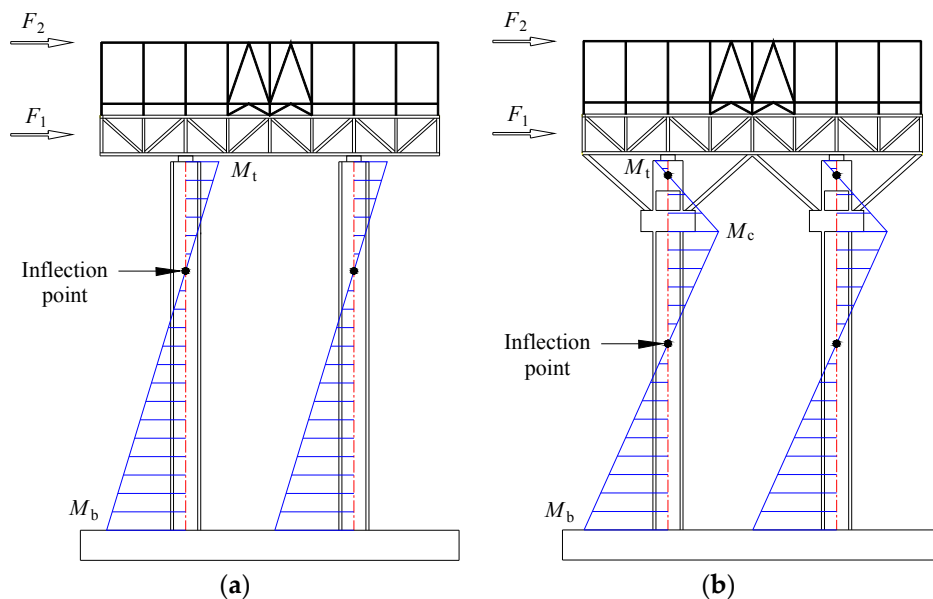 F2
F1
Mt
Inflection
point
Mb
(a)
F2
F1
Mt
Mc
Inflection
point
Mb
(b)